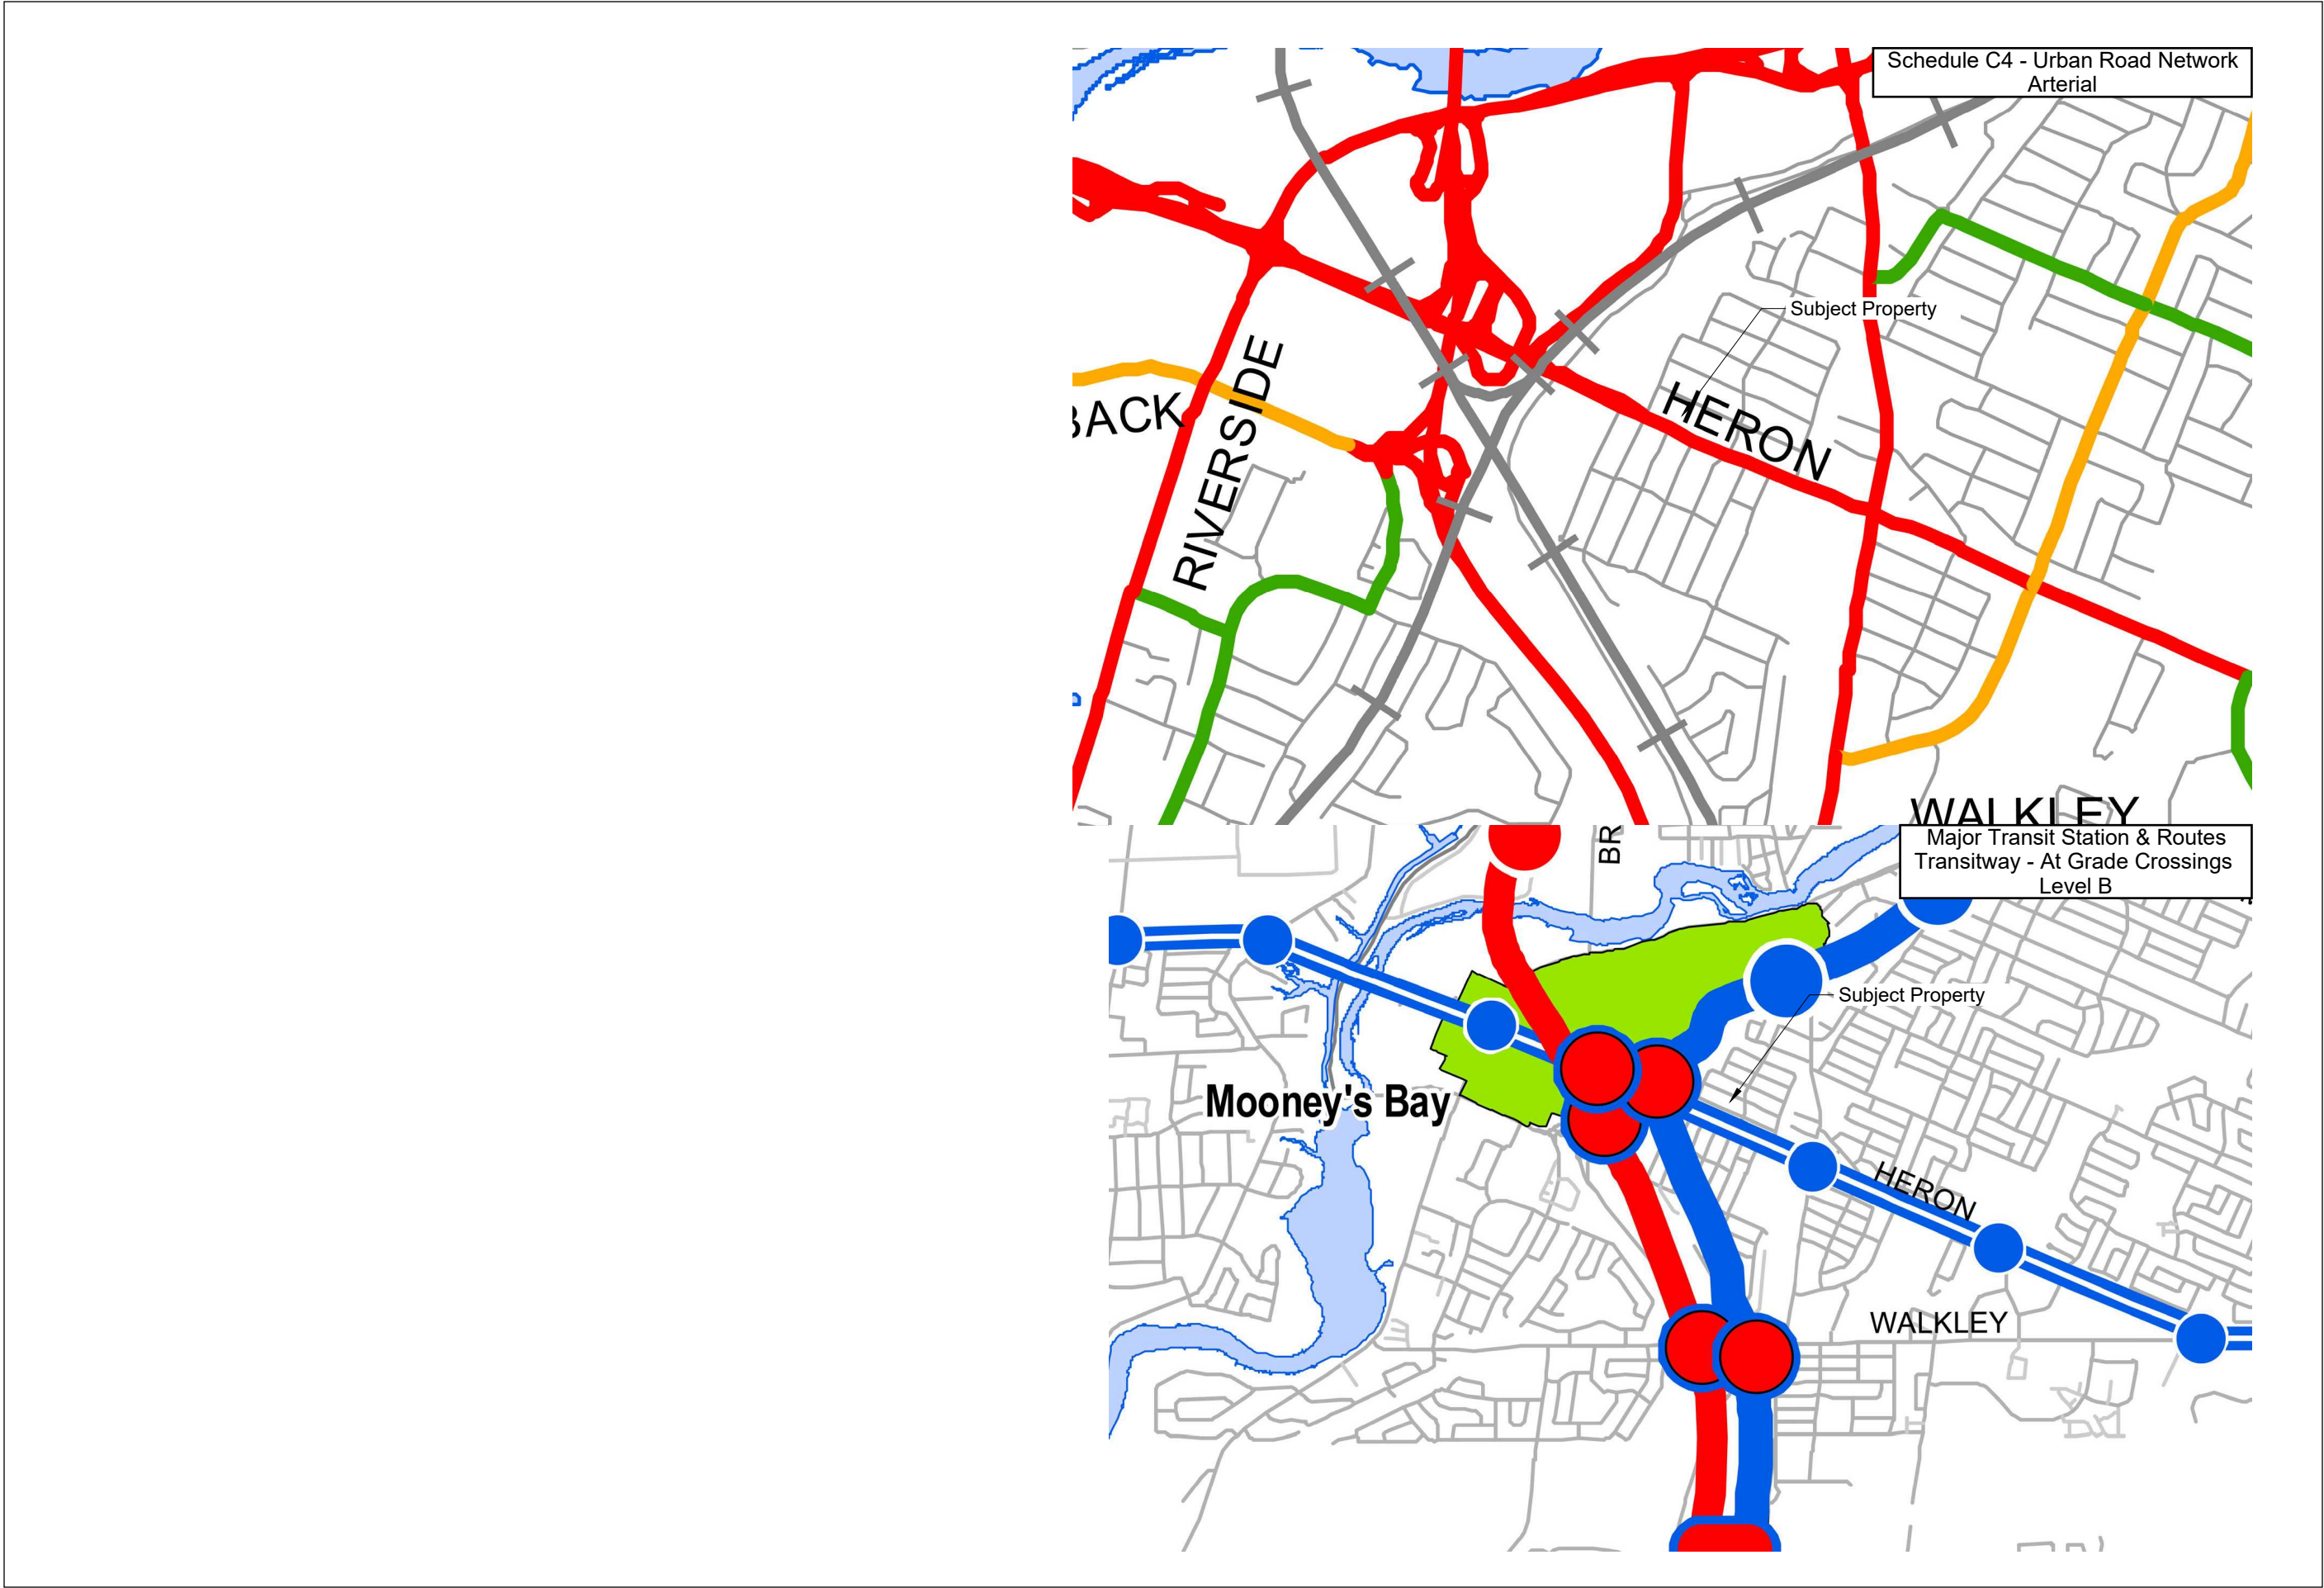 Schedule C4 - Urban Road Network
Arterial
Subject Property
RIVERSIDE
BACK
HERON
WALKLEY
Major Transit Station & Routes
Transitway - At Grade Crossings
Level B
BR
Subject Property
Mooney's Bay
HERON
WALKLEY